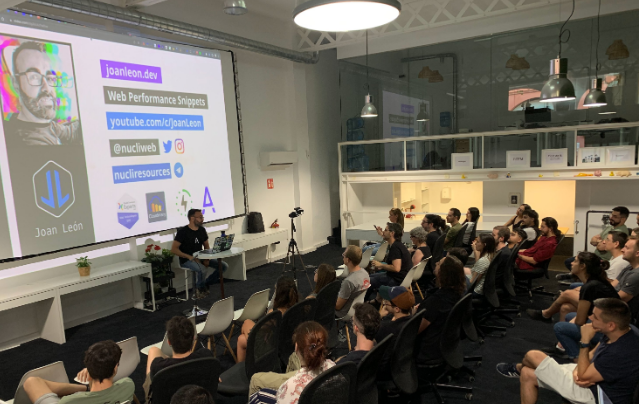 joanleon.dev
Web Performance Snippets
youtube.com/c/JoanLeon
@nucliweb
nucliresources
Joan León